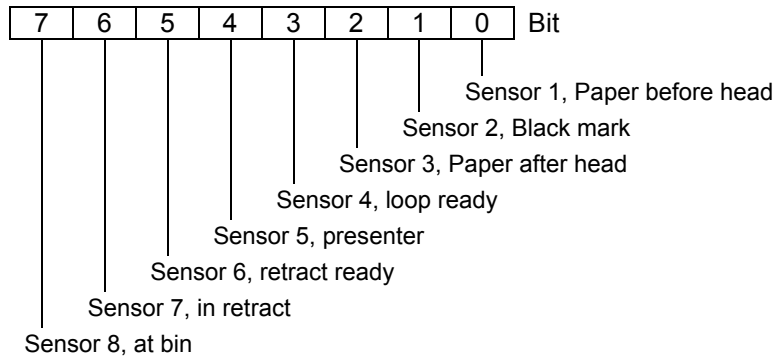 7 6 5 4 3 2 1 0 Bit
Sensor 1, Paper before head
Sensor 2, Black mark
Sensor 3, Paper after head
Sensor 4, loop ready
Sensor 5, presenter
Sensor 6, retract ready
Sensor 7, in retract
Sensor 8, at bin